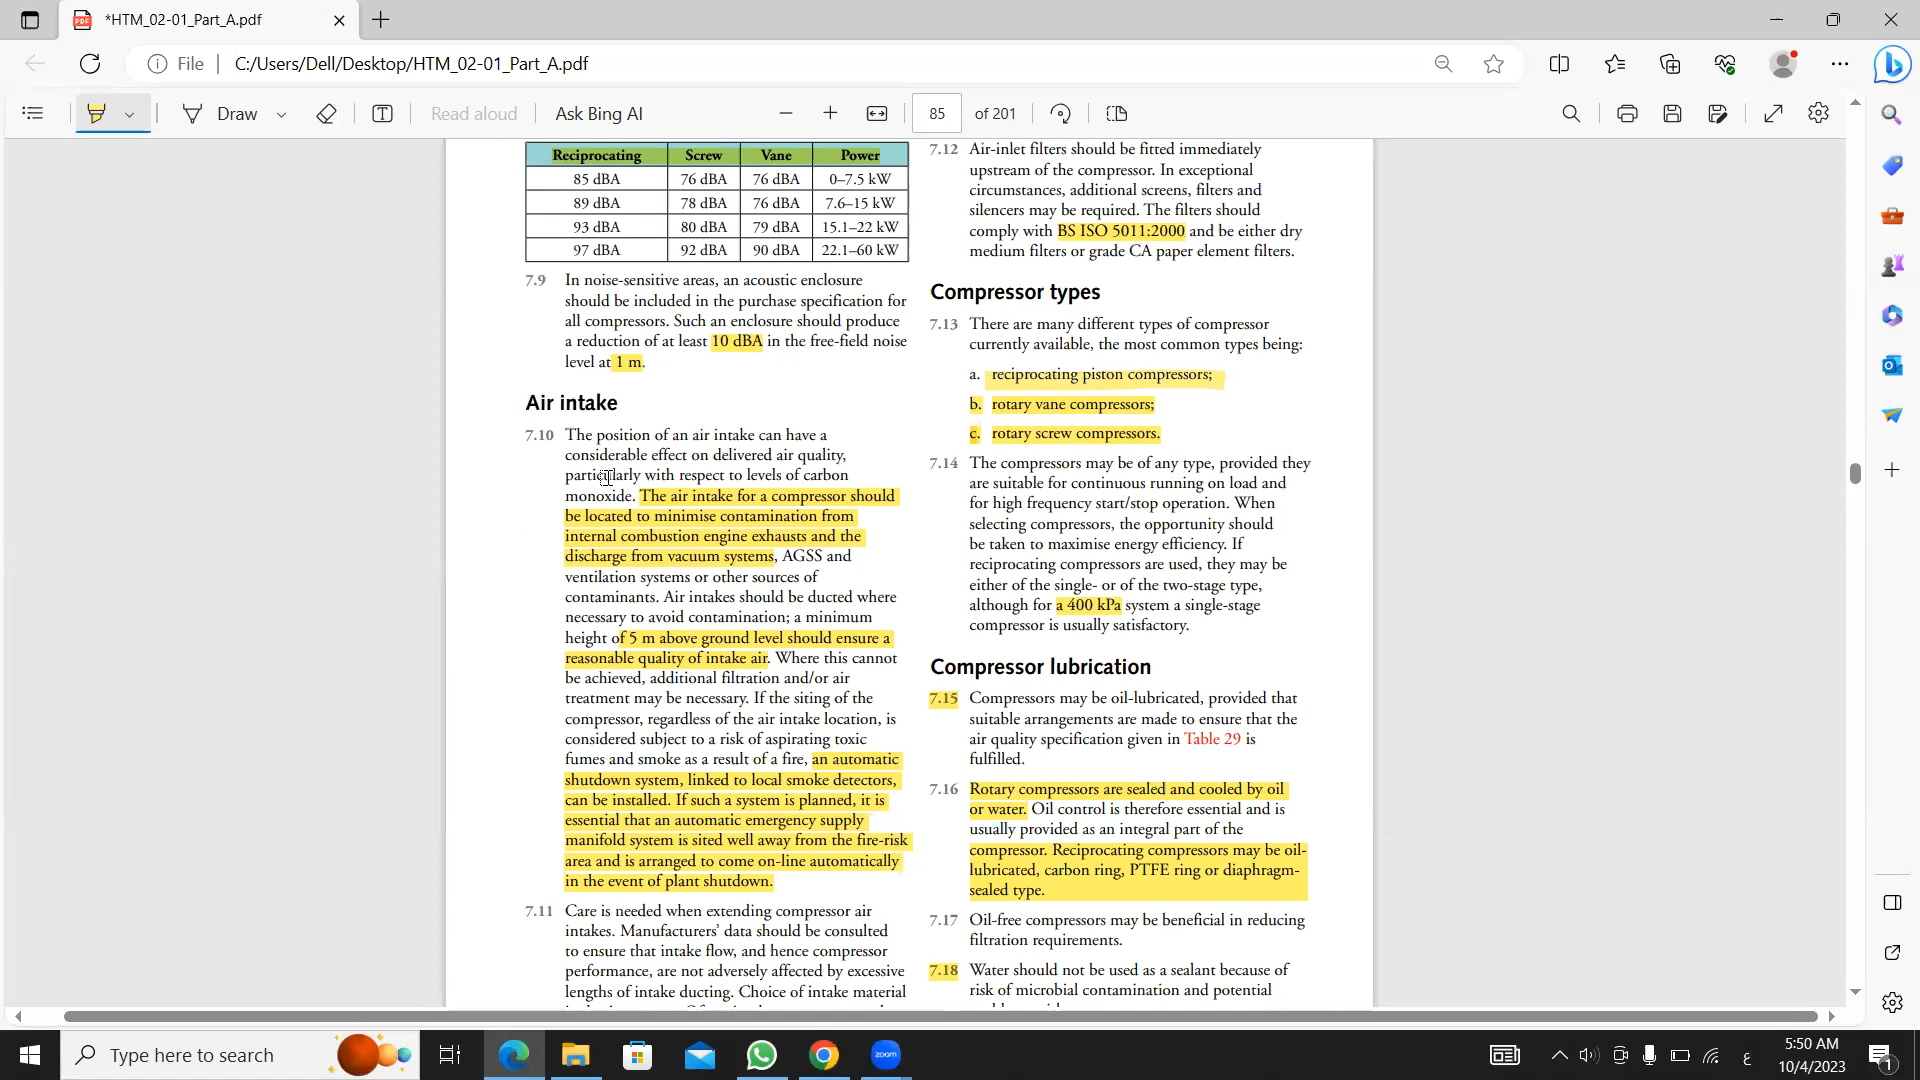 *HTM_02-01_Part_A.pdf
File
C:/Users/Dell/Desktop/HTM_02-01_Part_A.pdf
Draw
Read aloud
Ask Bing AI
85
of 201
Reciprocating Screw Vane Power
85 dBA 76 dBA 76 dBA 0–7.5 kW
89 dBA 78 dBA 76 dBA 7.6–15 kW
93 dBA 80 dBA 79 dBA 15.1–22 kW
97 dBA 92 dBA 90 dBA 22.1–60 kW
7.9 In noise-sensitive areas, an acoustic enclosure
should be included in the purchase specification for
all compressors. Such an enclosure should produce
a reduction of at least 10 dBA in the free-field noise
level at 1 m.
Air intake
7.10 The position of an air intake can have a
considerable effect on delivered air quality,
particularly with respect to levels of carbon
monoxide. The air intake for a compressor should
be located to minimise contamination from
internal combustion engine exhausts and the
discharge from vacuum systems, AGSS and
ventilation systems or other sources of
contaminants. Air intakes should be ducted where
necessary to avoid contamination; a minimum
height of 5 m above ground level should ensure a
reasonable quality of intake air. Where this cannot
be achieved, additional filtration and/or air
treatment may be necessary. If the siting of the
compressor, regardless of the air intake location, is
considered subject to a risk of aspirating toxic
fumes and smoke as a result of a fire, an automatic
shutdown system, linked to local smoke detectors,
can be installed. If such a system is planned, it is
essential that an automatic emergency supply
manifold system is sited well away from the fire-risk
area and is arranged to come on-line automatically
in the event of plant shutdown.
7.11 Care is needed when extending compressor air
intakes. Manufacturers’ data should be consulted
to ensure that intake flow, and hence compressor
performance, are not adversely affected by excessive
lengths of intake ducting. Choice of intake material
7.12 Air-inlet filters should be fitted immediately
upstream of the compressor. In exceptional
circumstances, additional screens, filters and
silencers may be required. The filters should
comply with BS ISO 5011:2000 and be either dry
medium filters or grade CA paper element filters.
Compressor types
7.13 There are many different types of compressor
currently available, the most common types being:
a. reciprocating piston compressors;
b. rotary vane compressors;
c. rotary screw compressors.
7.14 The compressors may be of any type, provided they
are suitable for continuous running on load and
for high frequency start/stop operation. When
selecting compressors, the opportunity should
be taken to maximise energy efficiency. If
reciprocating compressors are used, they may be
either of the single- or of the two-stage type,
although for a 400 kPa system a single-stage
compressor is usually satisfactory.
Compressor lubrication
7.15 Compressors may be oil-lubricated, provided that
suitable arrangements are made to ensure that the
air quality specification given in Table 29 is
fulfilled.
7.16 Rotary compressors are sealed and cooled by oil
or water. Oil control is therefore essential and is
usually provided as an integral part of the
compressor. Reciprocating compressors may be oil-
lubricated, carbon ring, PTFE ring or diaphragm-
sealed type.
7.17 Oil-free compressors may be beneficial in reducing
filtration requirements.
7.18 Water should not be used as a sealant because of
risk of microbial contamination and potential
Type here to search
zoom
ع
5:50 AM
10/4/2023
1